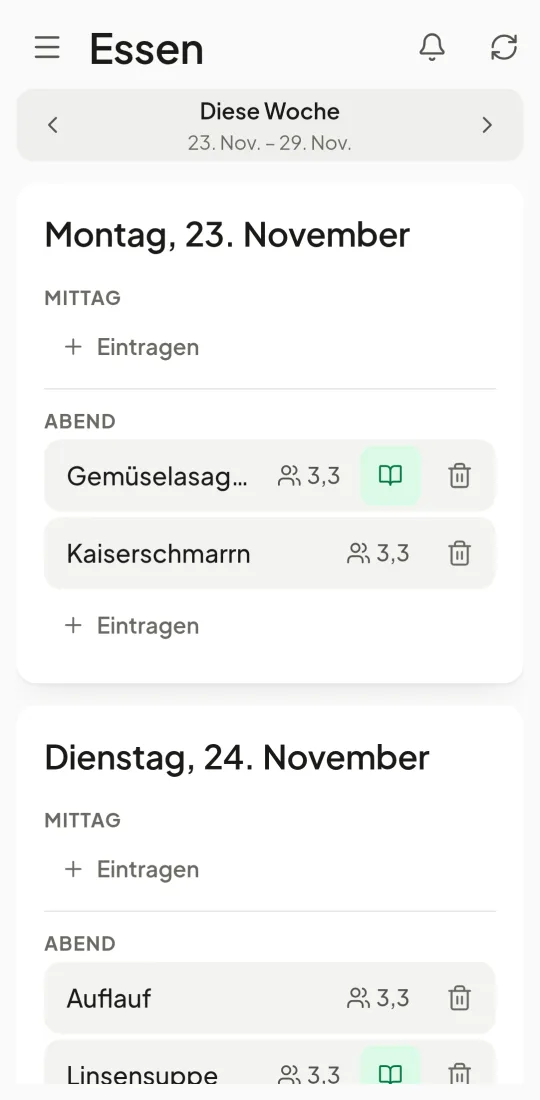 Essen
Diese Woche
23. Nov. – 29. Nov.
Montag, 23. November
MITTAG
+ Eintragen
ABEND
Gemüselasag... 3,3
Kaiserschmarrn 3,3
+ Eintragen
Dienstag, 24. November
MITTAG
+ Eintragen
ABEND
Auflauf 3,3
Linsensuppe 3,3